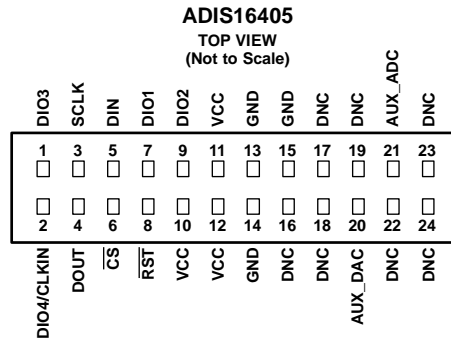 ADIS16405
TOP VIEW
(Not to Scale)
DIO3 SCLK DIN DIO1 DIO2 VCC GND GND DNC DNC AUX_ADC DNC
1 3 5 7 9 11 13 15 17 19 21 23
2 4 6 8 10 12 14 16 18 20 22 24
DIO4/CLKIN DOUT CS RST VCC VCC GND DNC DNC AUX_DAC DNC DNC